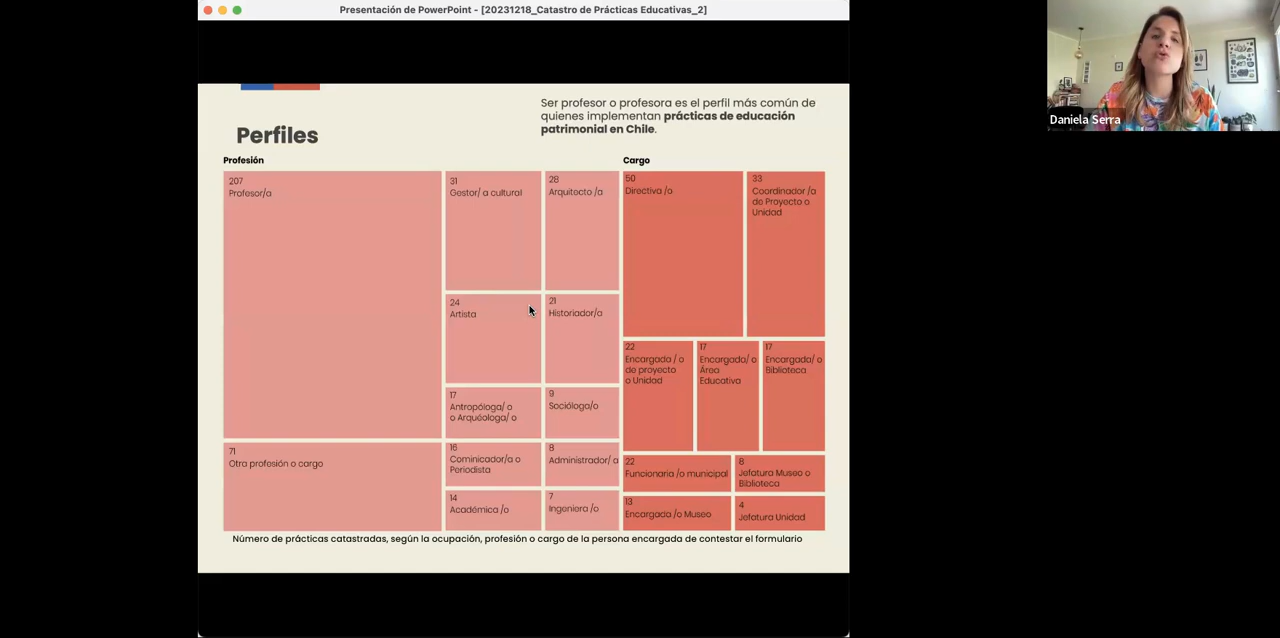 Presentación de PowerPoint - [20231218_Catastro de Prácticas Educativas_2]
Daniela Serra
Ser profesor o profesora es el perfil más común de
quienes implementan prácticas de educación
patrimonial en Chile.
Perfiles
Profesión
207
Profesor/a
31
Gestor/ a cultural
28
Arquitecto /a
24
Artista
21
Historiador/a
17
Antropóloga/ o
o Arquéologa/ o
9
Socióloga/o
71
Otra profesión o cargo
16
Cominicador/a o
Periodista
8
Administrador/ a
14
Académica /o
7
Ingeniera /o
Cargo
50
Directiva /o
33
Coordinador /a
de Proyecto o
Unidad
22
Encargada / o
de proyecto
o Unidad
17
Encargada/ o
Área
Educativa
17
Encargada/ o
Biblioteca
22
Funcionaria /o municipal
8
Jefatura Museo o
Biblioteca
13
Encargada /o Museo
4
Jefatura Unidad
Número de prácticas catastradas, según la ocupación, profesión o cargo de la persona encargada de contestar el formulario